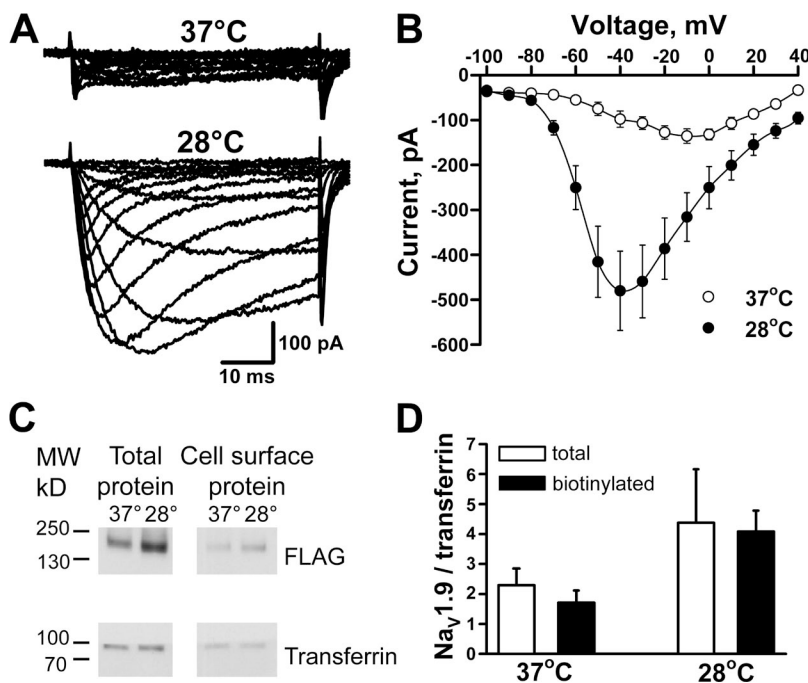 A
37°C
28°C
100 pA
10 ms
B
Voltage, mV
-100 -80 -60 -40 -20 0 20 40
Current, pA
0
-100
-200
-300
-400
-500
-600
37°C
28°C
C
MW
kD
Total
protein
Cell surface
protein
37° 28° 37° 28°
250
130
FLAG
100
70
Transferrin
D
Nav1.9 / transferrin
7
6
5
4
3
2
1
0
total
biotinylated
37°C 28°C